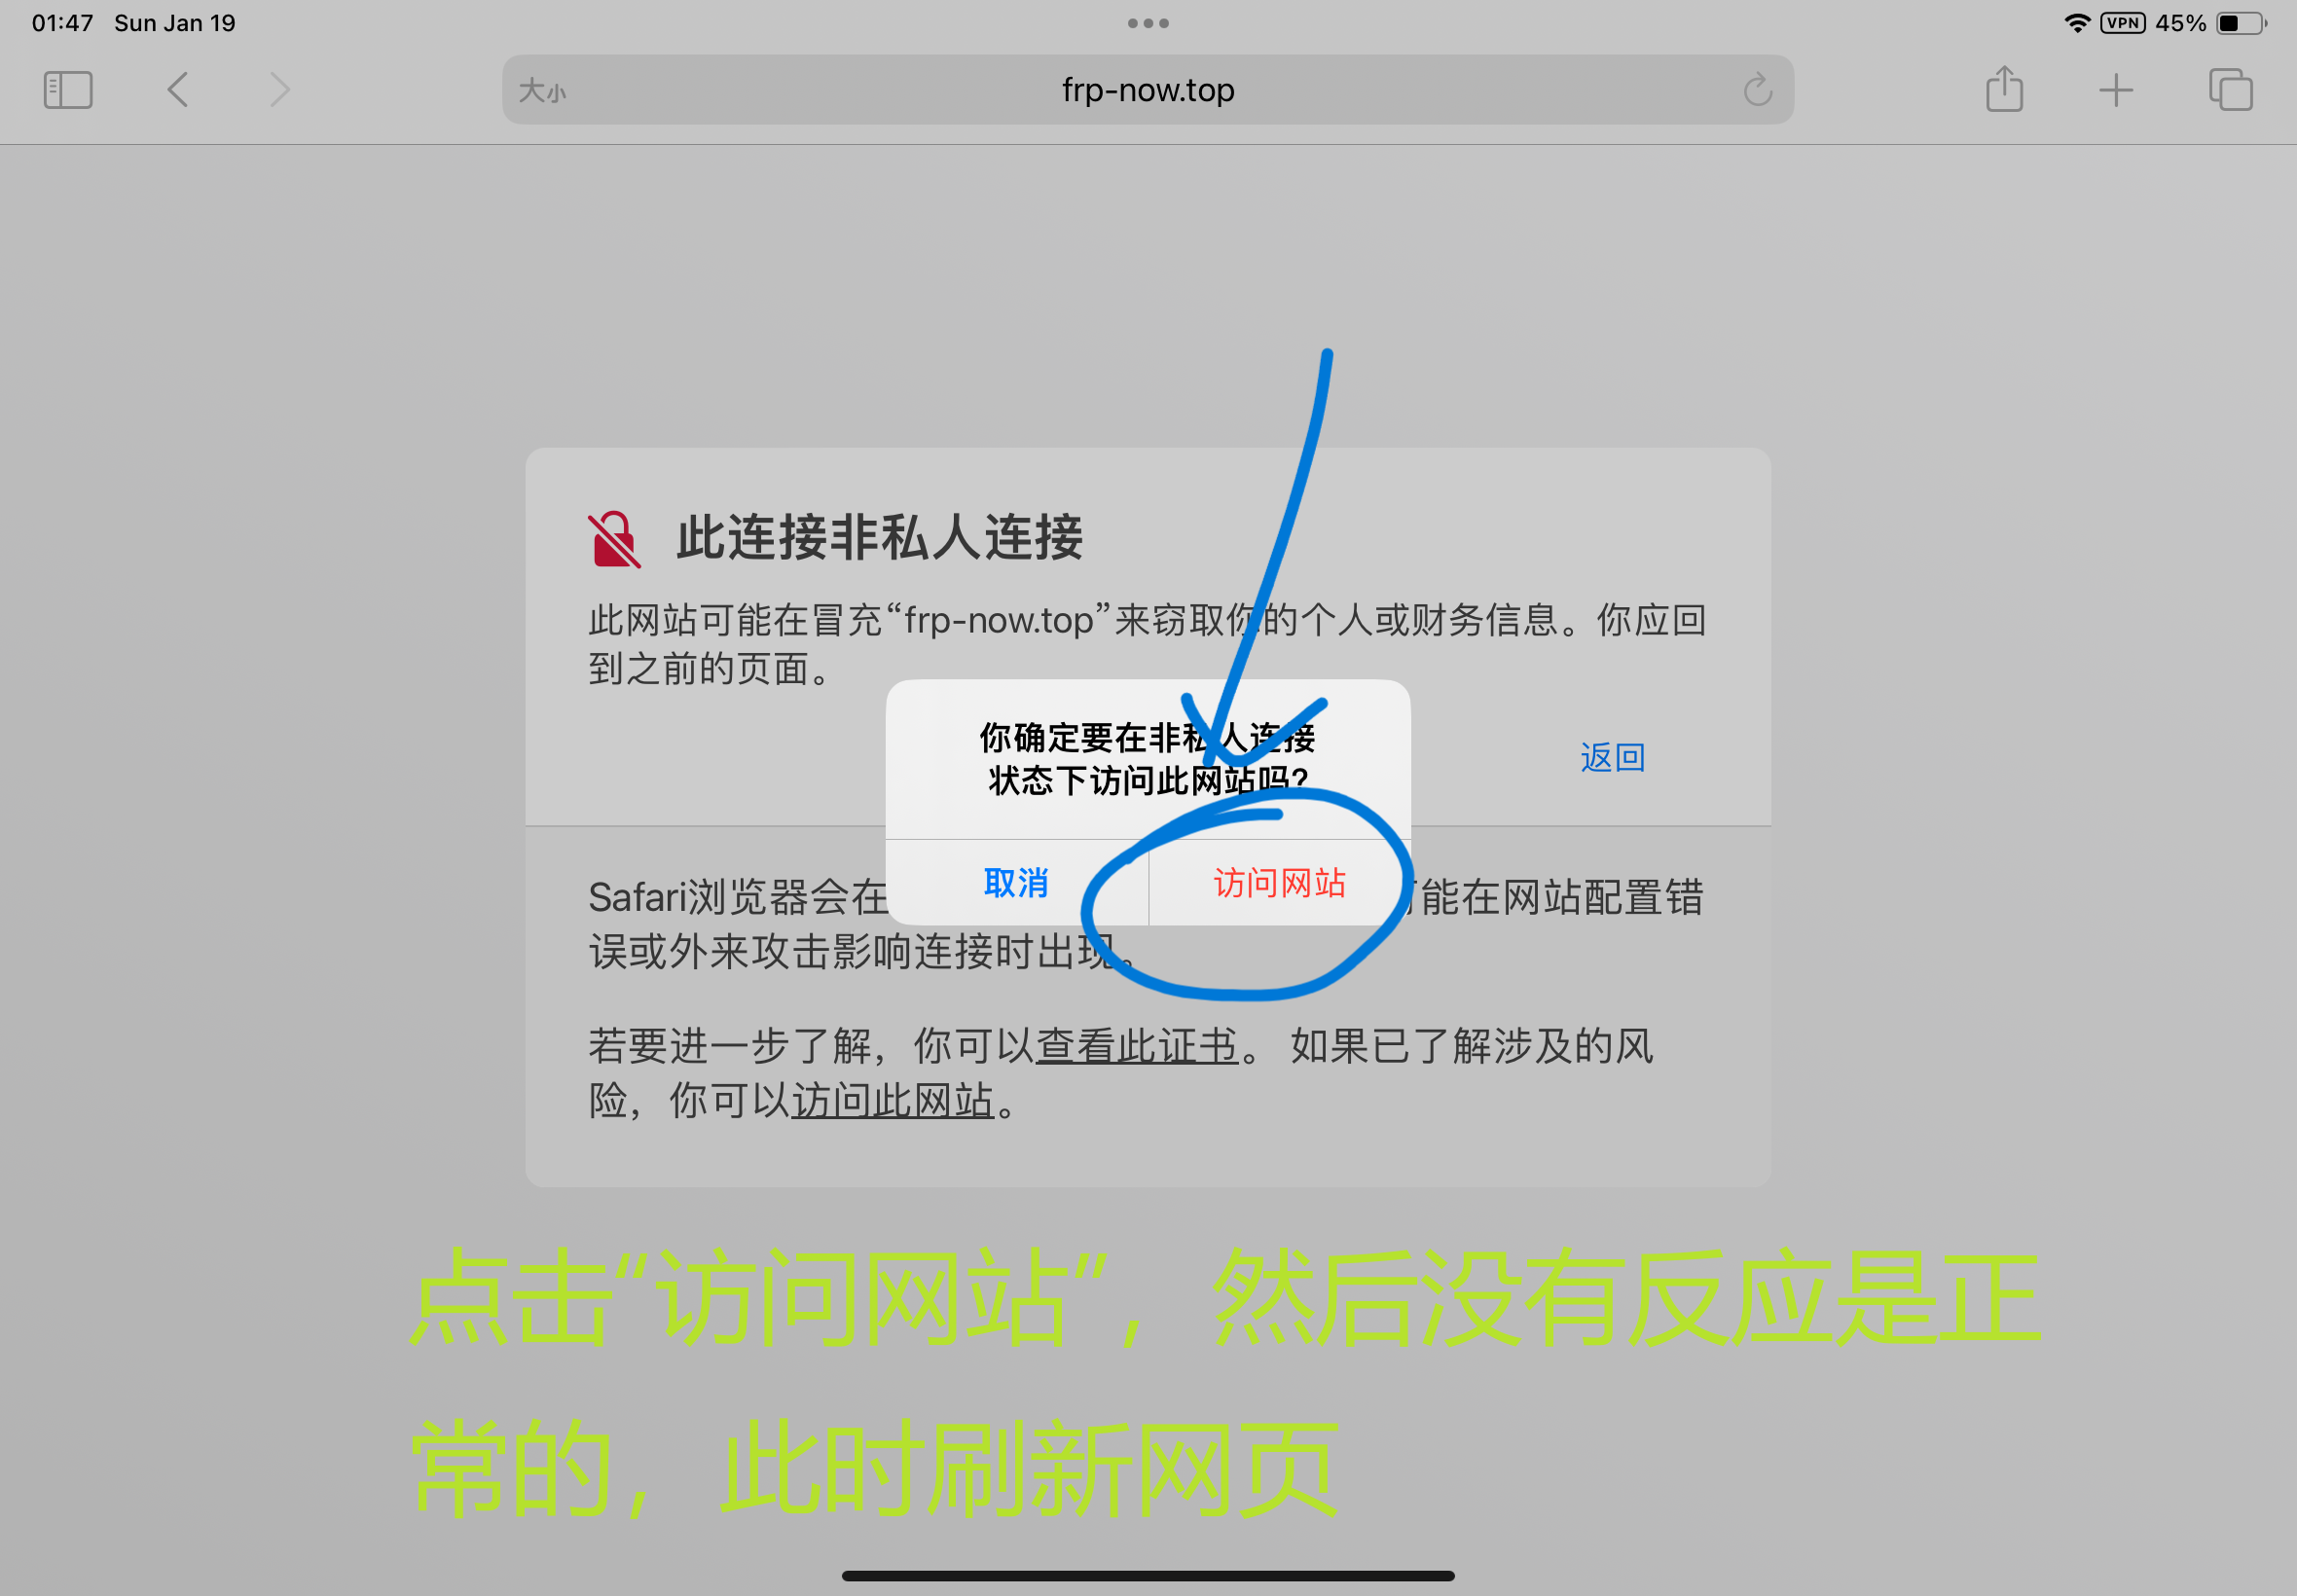 01:47 Sun Jan 19
VPN 45%
大小 frp-now.top
此连接非私人连接
此网站可能在冒充“frp-now.top”来窃取你的个人或财务信息。你应回
到之前的页面。
返回
你确定要在非私人连接
状态下访问此网站吗?
取消 访问网站
Safari浏览器会在 能在网站配置错
误或外来攻击影响连接时出现。
若要进一步了解，你可以查看此证书。 如果已了解涉及的风
险，你可以访问此网站。
点击“访问网站”，然后没有反应是正
常的，此时刷新网页